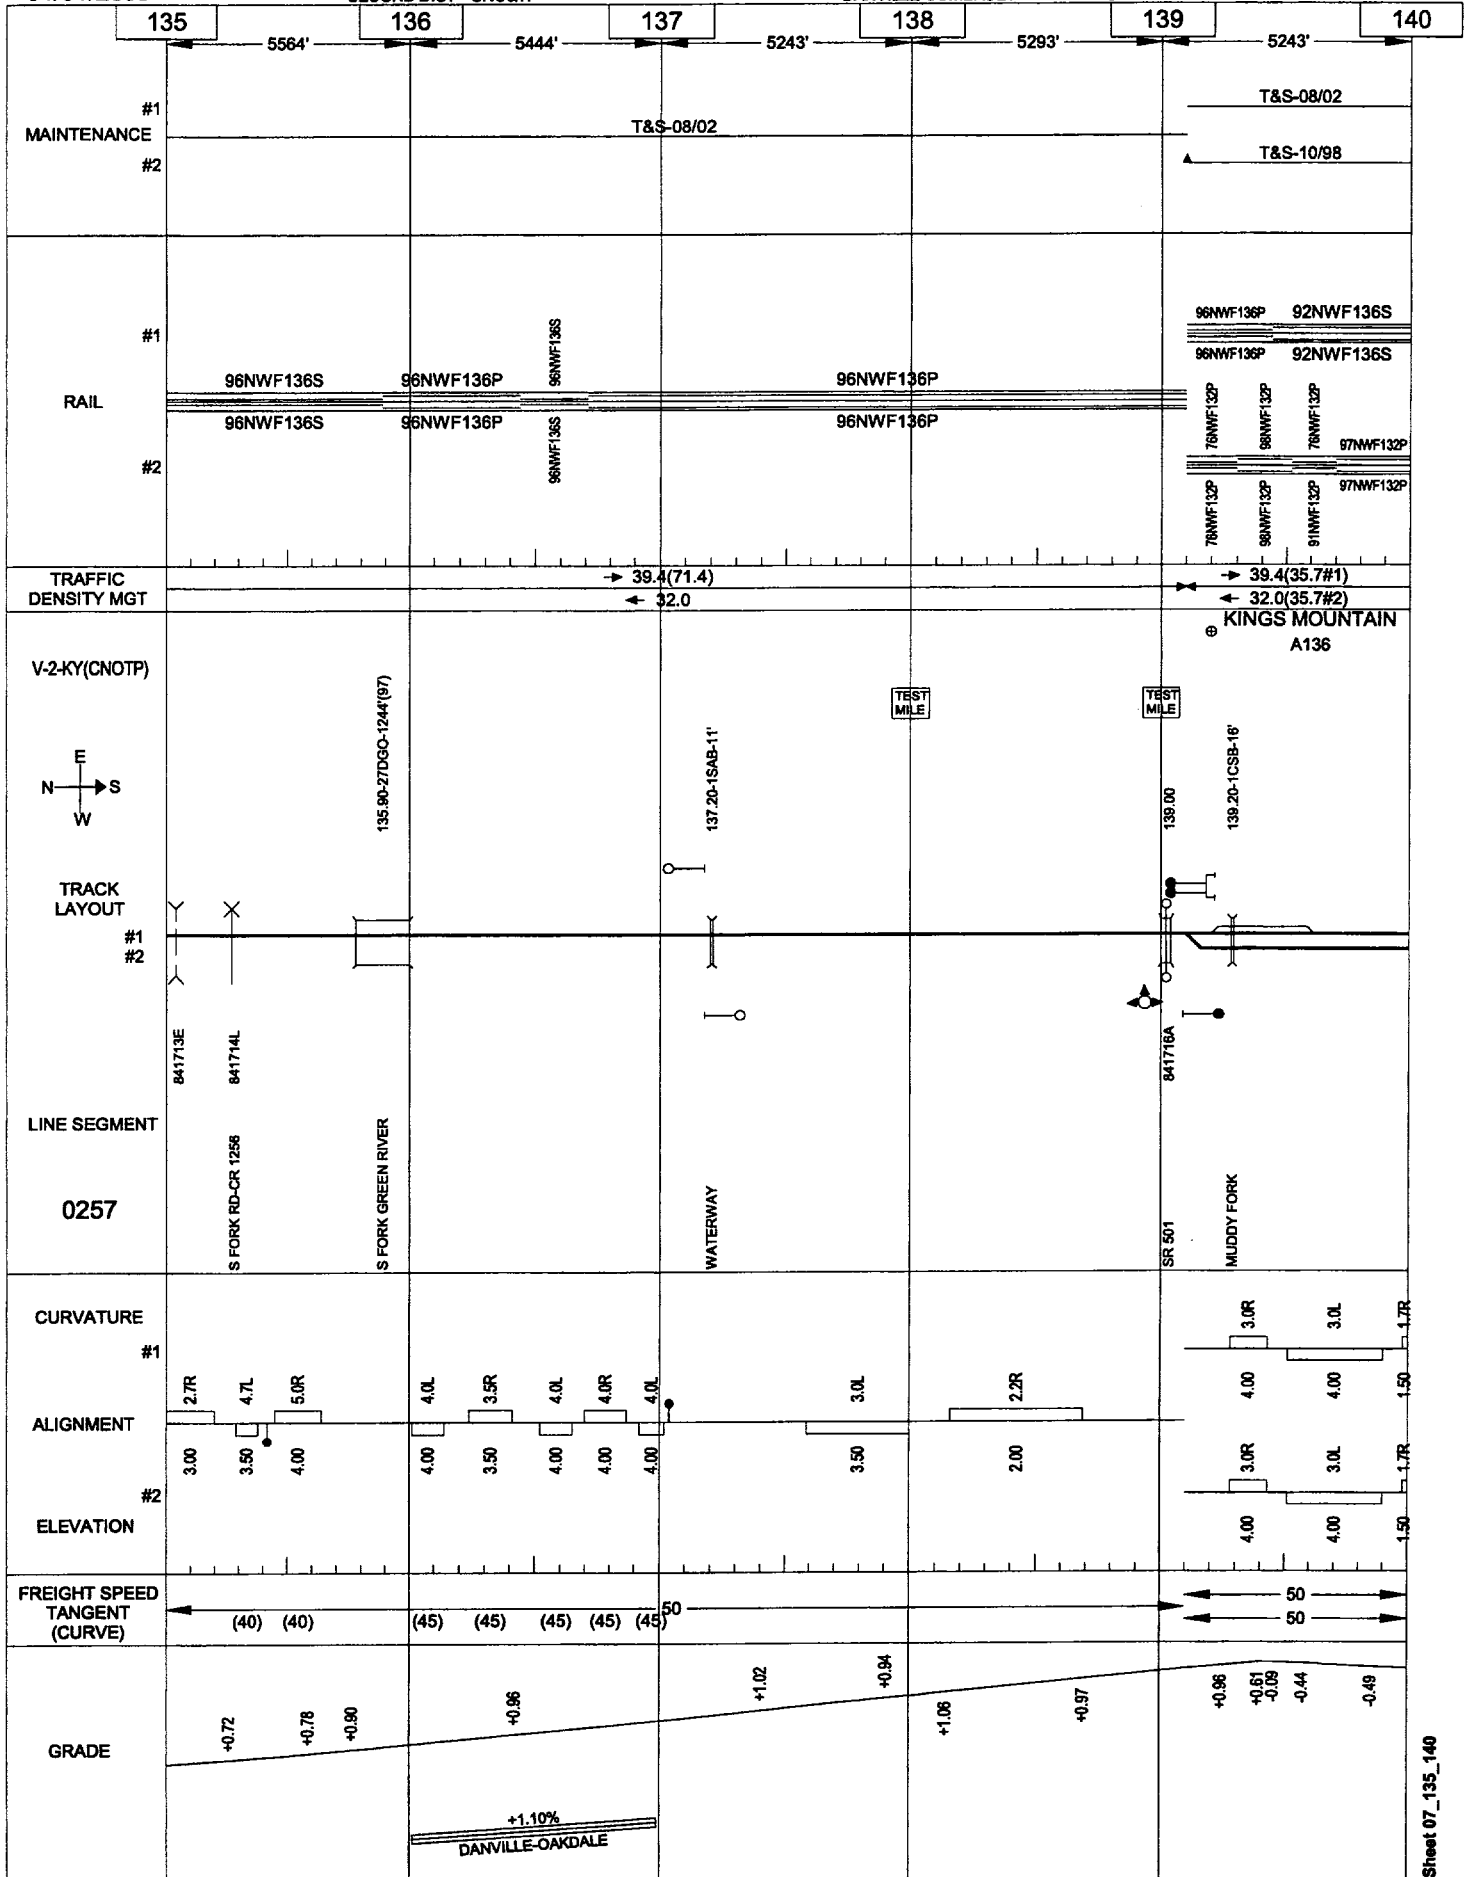 135 136 137 138 139 140
5564' 5444' 5243' 5293' 5243'
#1
MAINTENANCE
#2
T&S-08/02
T&S-08/02
T&S-10/98
#1
RAIL
#2
96NWF136S 96NWF136P 96NWF136S 96NWF136P
96NWF136S 96NWF136P 96NWF136S 96NWF136P
96NWF136P 92NWF136S
96NWF136P 92NWF136S
76NWF132P 98NWF132P 76NWF132P 97NWF132P
76NWF132P 98NWF132P 91NWF132P 97NWF132P
TRAFFIC
DENSITY MGT
39.4(71.4)
32.0
39.4(35.7#1)
32.0(35.7#2)
KINGS MOUNTAIN
A136
V-2-KY(CNOTP)
E
N S
W
135.90-27DGO-1244'(97)
137.20-1SAB-11'
TEST
MILE
TEST
MILE
139.00
139.20-1CSB-16'
TRACK
LAYOUT
#1
#2
841713E
841714L
841716A
LINE SEGMENT
0257
S FORK RD-CR 1256
S FORK GREEN RIVER
WATERWAY
SR 501
MUDDY FORK
CURVATURE
#1
3.0R 3.0L 1.7R
4.00 4.00 1.50
ALIGNMENT
2.7R 4.7L 5.0R 4.0L 3.5R 4.0L 4.0R 4.0L 3.0L 2.2R
3.00 3.50 4.00 4.00 3.50 4.00 4.00 4.00 3.50 2.00
#2
ELEVATION
3.0R 3.0L 1.7R
4.00 4.00 1.50
FREIGHT SPEED
TANGENT
(CURVE)
50
(40) (40) (45) (45) (45) (45) (45)
50
50
GRADE
+0.72 +0.78 +0.90 +0.96 +1.02 +0.94 +1.06 +0.97 +0.96 +0.61 -0.09 -0.44 -0.49
+1.10%
DANVILLE-OAKDALE
Sheet 07_135_140